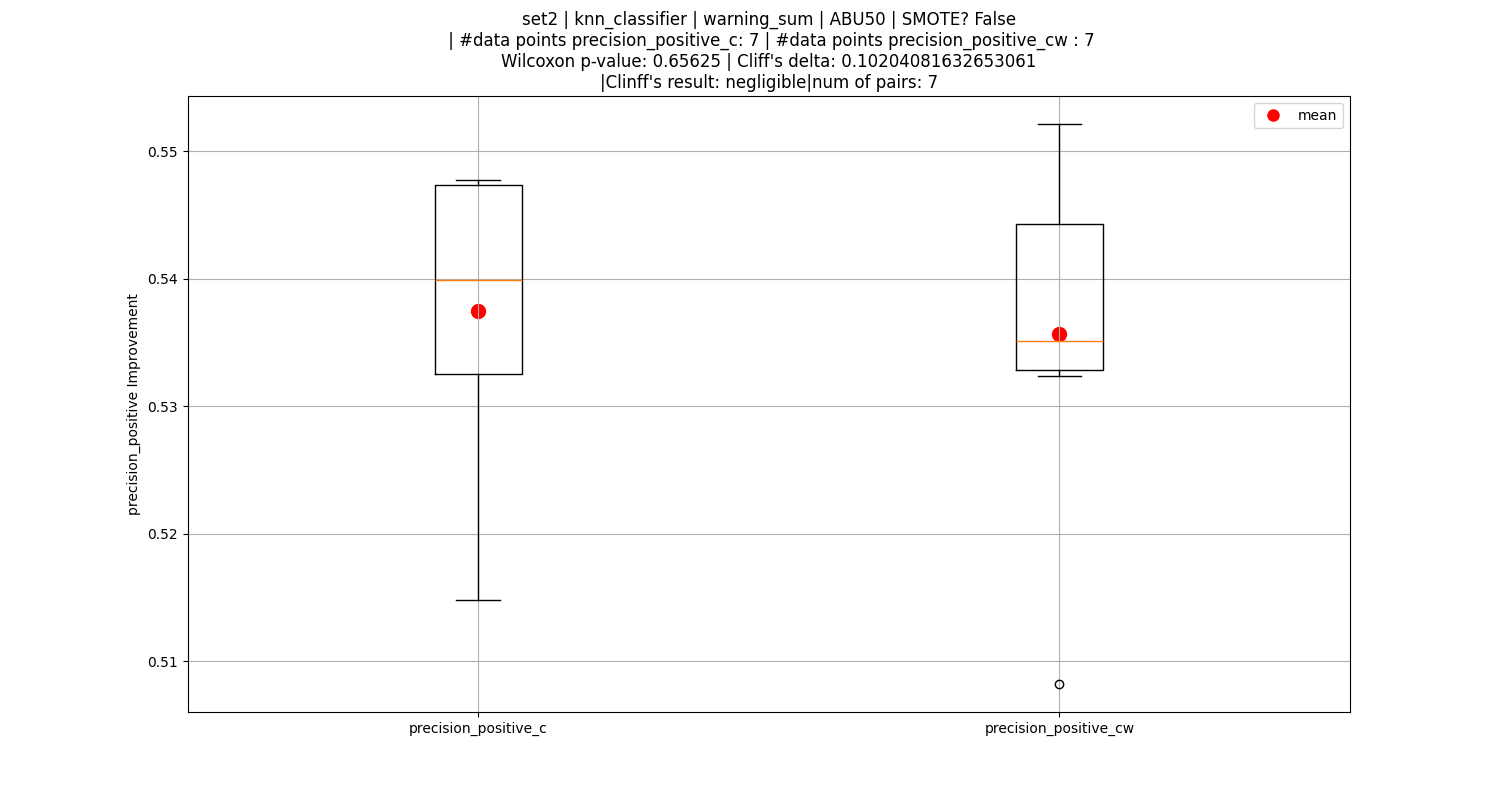 set2 | knn_classifier | warning_sum | ABU50 | SMOTE? False
| #data points precision_positive_c: 7 | #data points precision_positive_cw : 7
Wilcoxon p-value: 0.65625 | Cliff's delta: 0.10204081632653061
|Clinff's result: negligible|num of pairs: 7
mean
0.55
0.54
0.53
0.52
0.51
precision_positive Improvement
precision_positive_c
precision_positive_cw